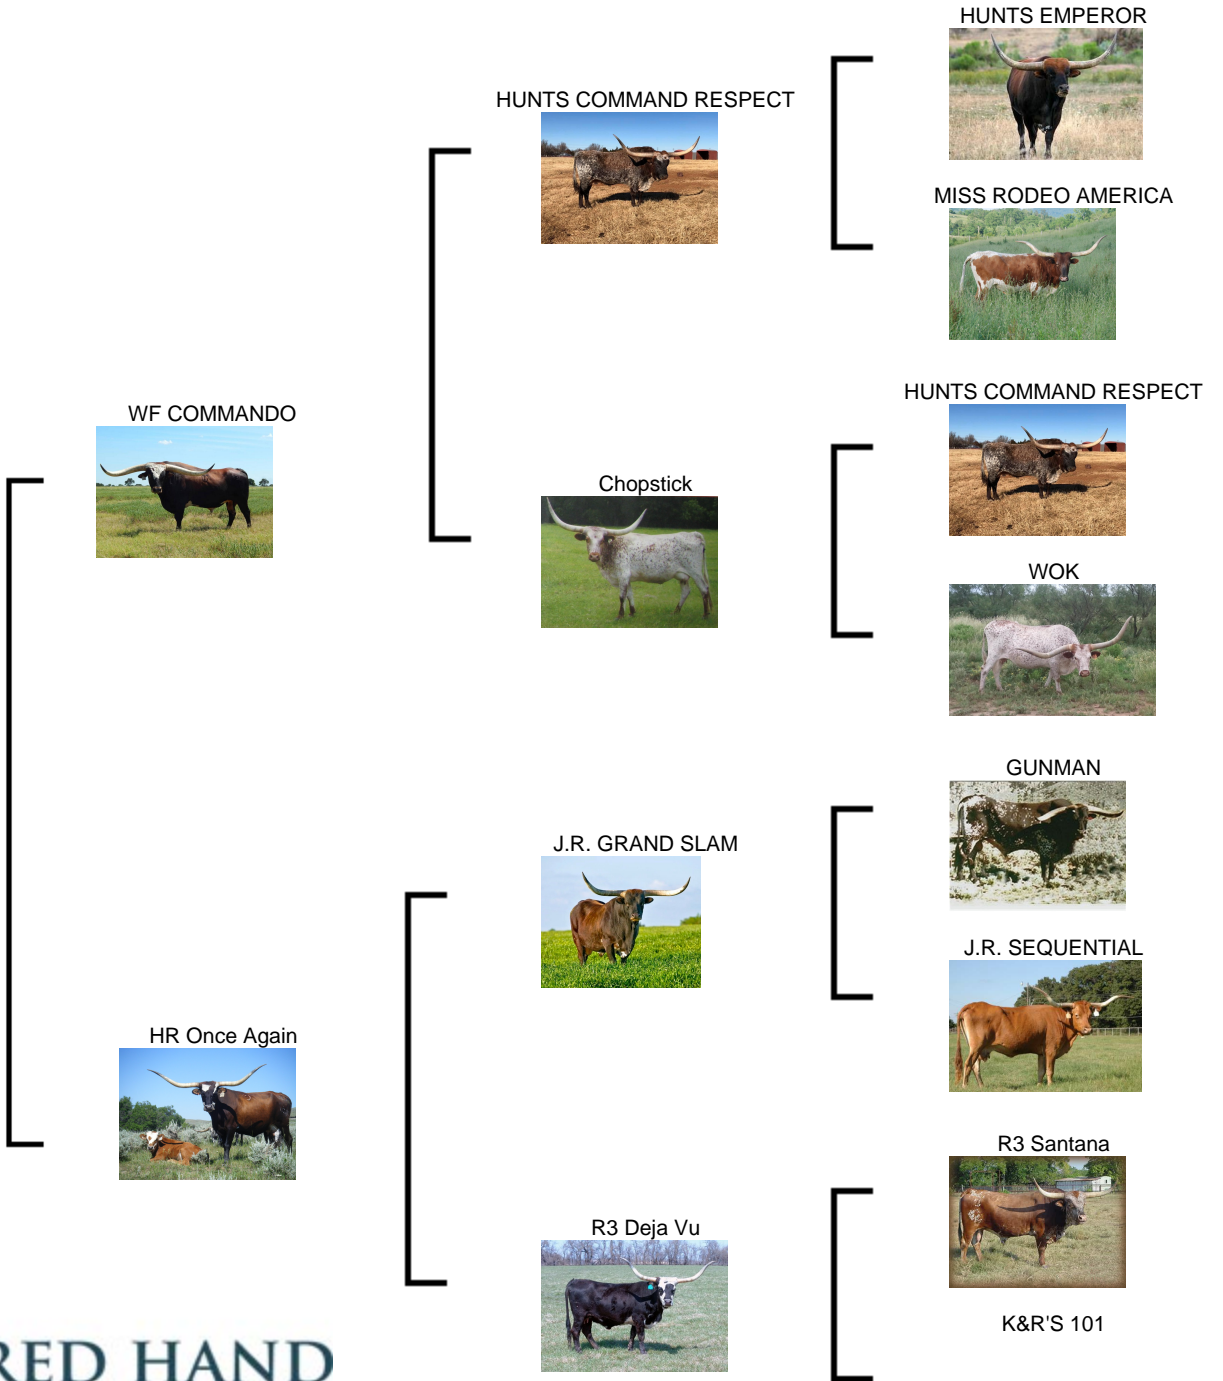 HUNTS EMPEROR
HUNTS COMMAND RESPECT
MISS RODEO AMERICA
HUNTS COMMAND RESPECT
WF COMMANDO
Chopstick
WOK
GUNMAN
J.R. GRAND SLAM
J.R. SEQUENTIAL
HR Once Again
R3 Santana
R3 Deja Vu
K&R'S 101
RED HAND